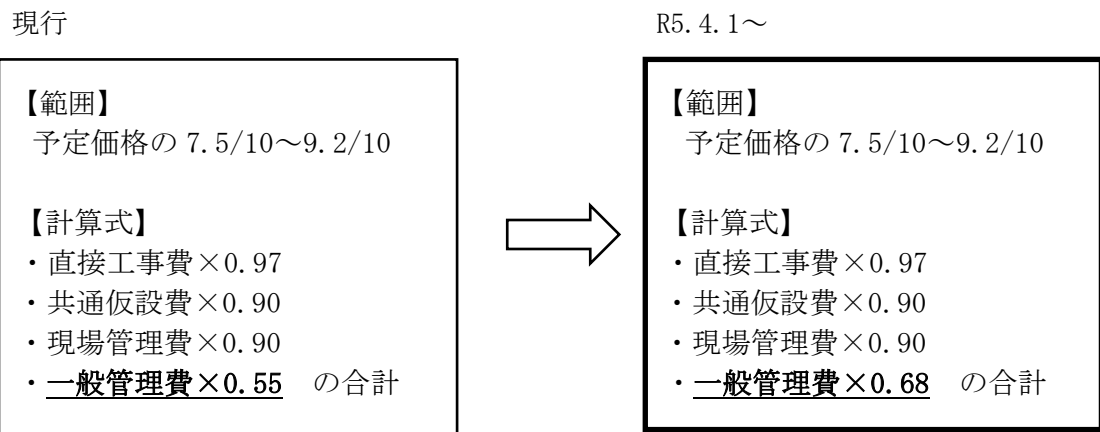 現行
【範囲】
予定価格の 7.5/10～9.2/10
【計算式】
・直接工事費×0.97
・共通仮設費×0.90
・現場管理費×0.90
・一般管理費×0.55　の合計
R5.4.1～
【範囲】
予定価格の 7.5/10～9.2/10
【計算式】
・直接工事費×0.97
・共通仮設費×0.90
・現場管理費×0.90
・一般管理費×0.68　の合計